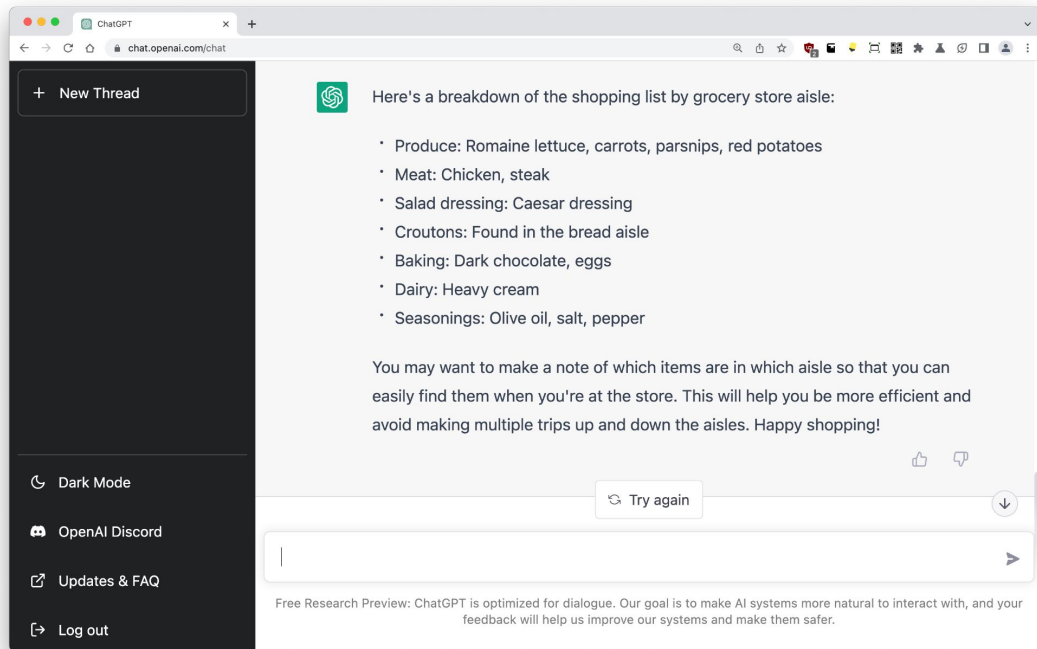 ChatGPT
chat.openai.com/chat
2
New Thread
Here's a breakdown of the shopping list by grocery store aisle:
• Produce: Romaine lettuce, carrots, parsnips, red potatoes
• Meat: Chicken, steak
• Salad dressing: Caesar dressing
• Croutons: Found in the bread aisle
• Baking: Dark chocolate, eggs
• Dairy: Heavy cream
• Seasonings: Olive oil, salt, pepper
You may want to make a note of which items are in which aisle so that you can
easily find them when you're at the store. This will help you be more efficient and
avoid making multiple trips up and down the aisles. Happy shopping!
Try again
Dark Mode
OpenAI Discord
Updates & FAQ
Log out
Free Research Preview: ChatGPT is optimized for dialogue. Our goal is to make AI systems more natural to interact with, and your
feedback will help us improve our systems and make them safer.